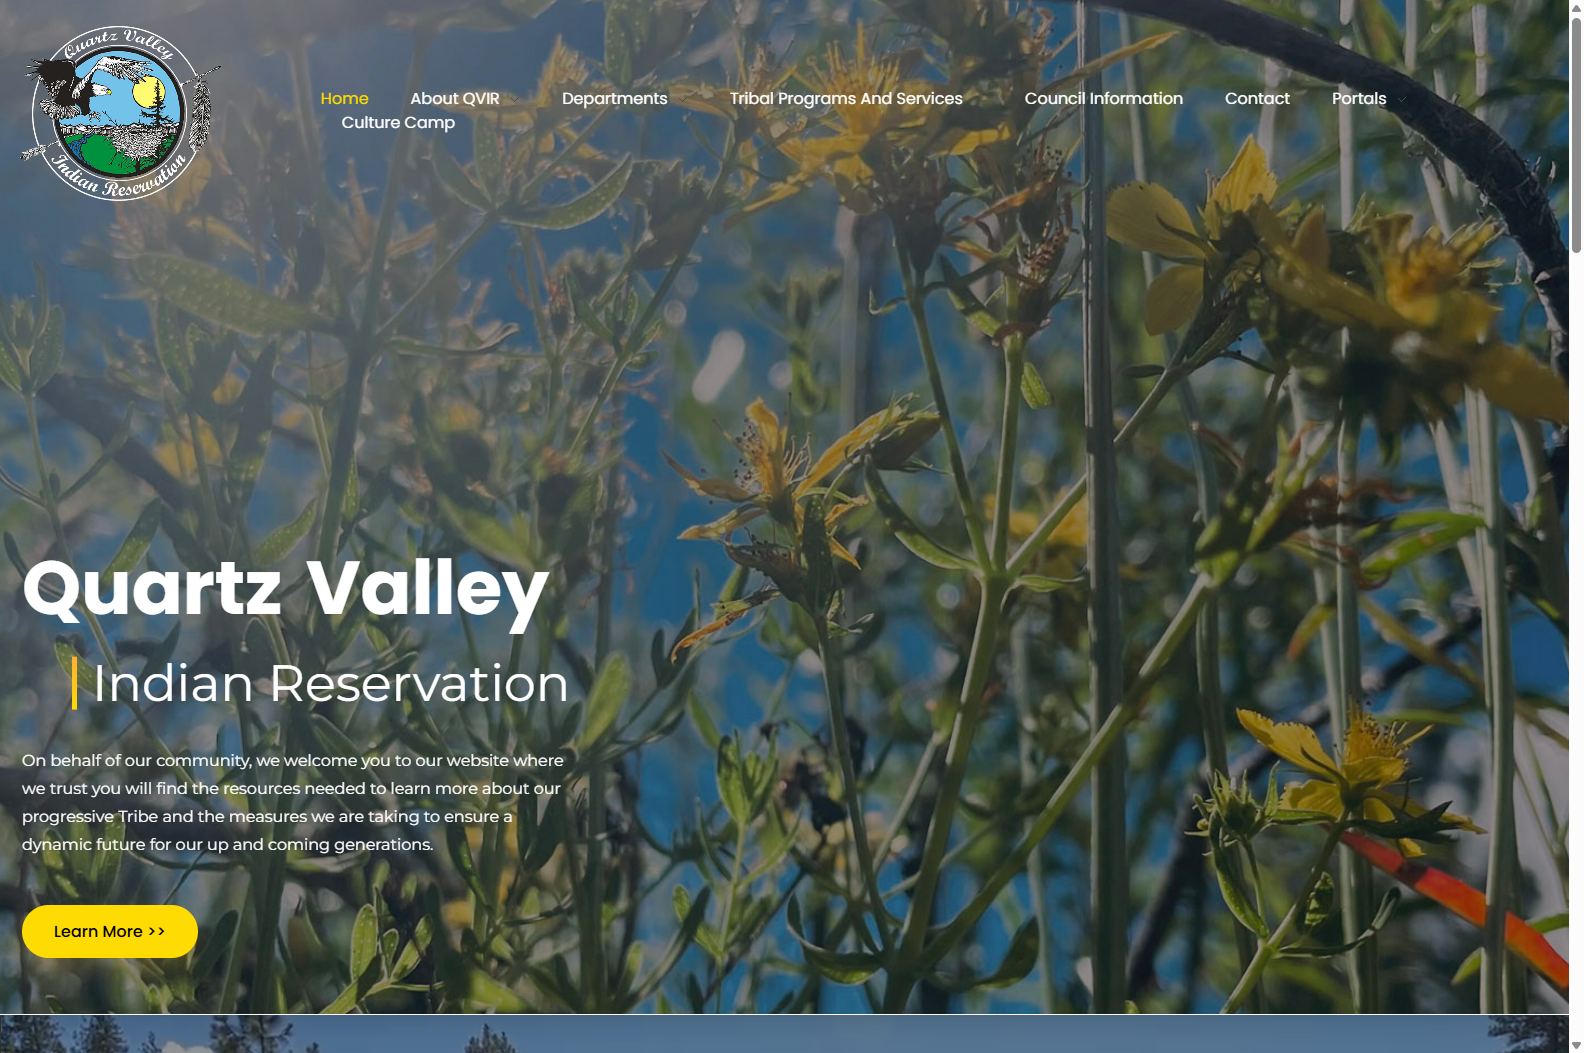 Quartz Valley
Indian Reservation
Home About QVIR Departments Tribal Programs And Services Council Information Contact Portals
Culture Camp
Quartz Valley
Indian Reservation
On behalf of our community, we welcome you to our website where
we trust you will find the resources needed to learn more about our
progressive Tribe and the measures we are taking to ensure a
dynamic future for our up and coming generations.
Learn More >>